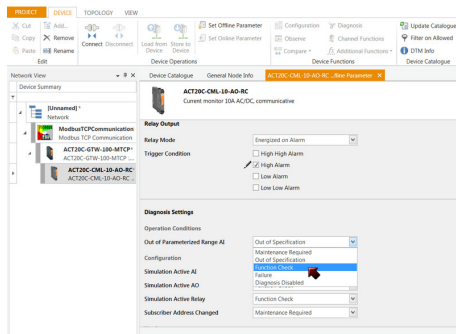 PROJECT DEVICE TOPOLOGY VIEW
Cut Add... Set Offline Parameter Configuration Diagnosis Update Catalogue
Copy Remove Connect Disconnect Load from Device Store to Device Set Online Parameter Observe Channel Functions Filter on Allowed
Paste Rename Compare Additional Functions DTM Info
Edit Device Operations Device Functions Device Catalogue
Network View Device Catalogue General Node Info ACT20C-CML-10-AO-RC...ffline Parameter
Device Summary
ACT20C-CML-10-AO-RC
Current monitor 10A AC/DC, communicative
(Unnamed)*
Network
ModbusTCPCommunication
Modbus TCP Communication
ACT20C-GTW-100-MTCP*
ACT20C-GTW-100-MTCP ...
ACT20C-CML-10-AO-RC*
ACT20C-CML-10-AO-RC ...
Relay Output
Relay Mode Energized on Alarm
Trigger Condition High High Alarm
High Alarm
Low Alarm
Low Low Alarm
Diagnosis Settings
Operation Conditions
Out of Parameterized Range AI Out of Specification
Maintenance Required
Configuration Out of Specification
Function Check
Simulation Active AI Failure
Diagnosis Disabled
Simulation Active AO
Simulation Active Relay Function Check
Subscriber Address Changed Maintenance Required